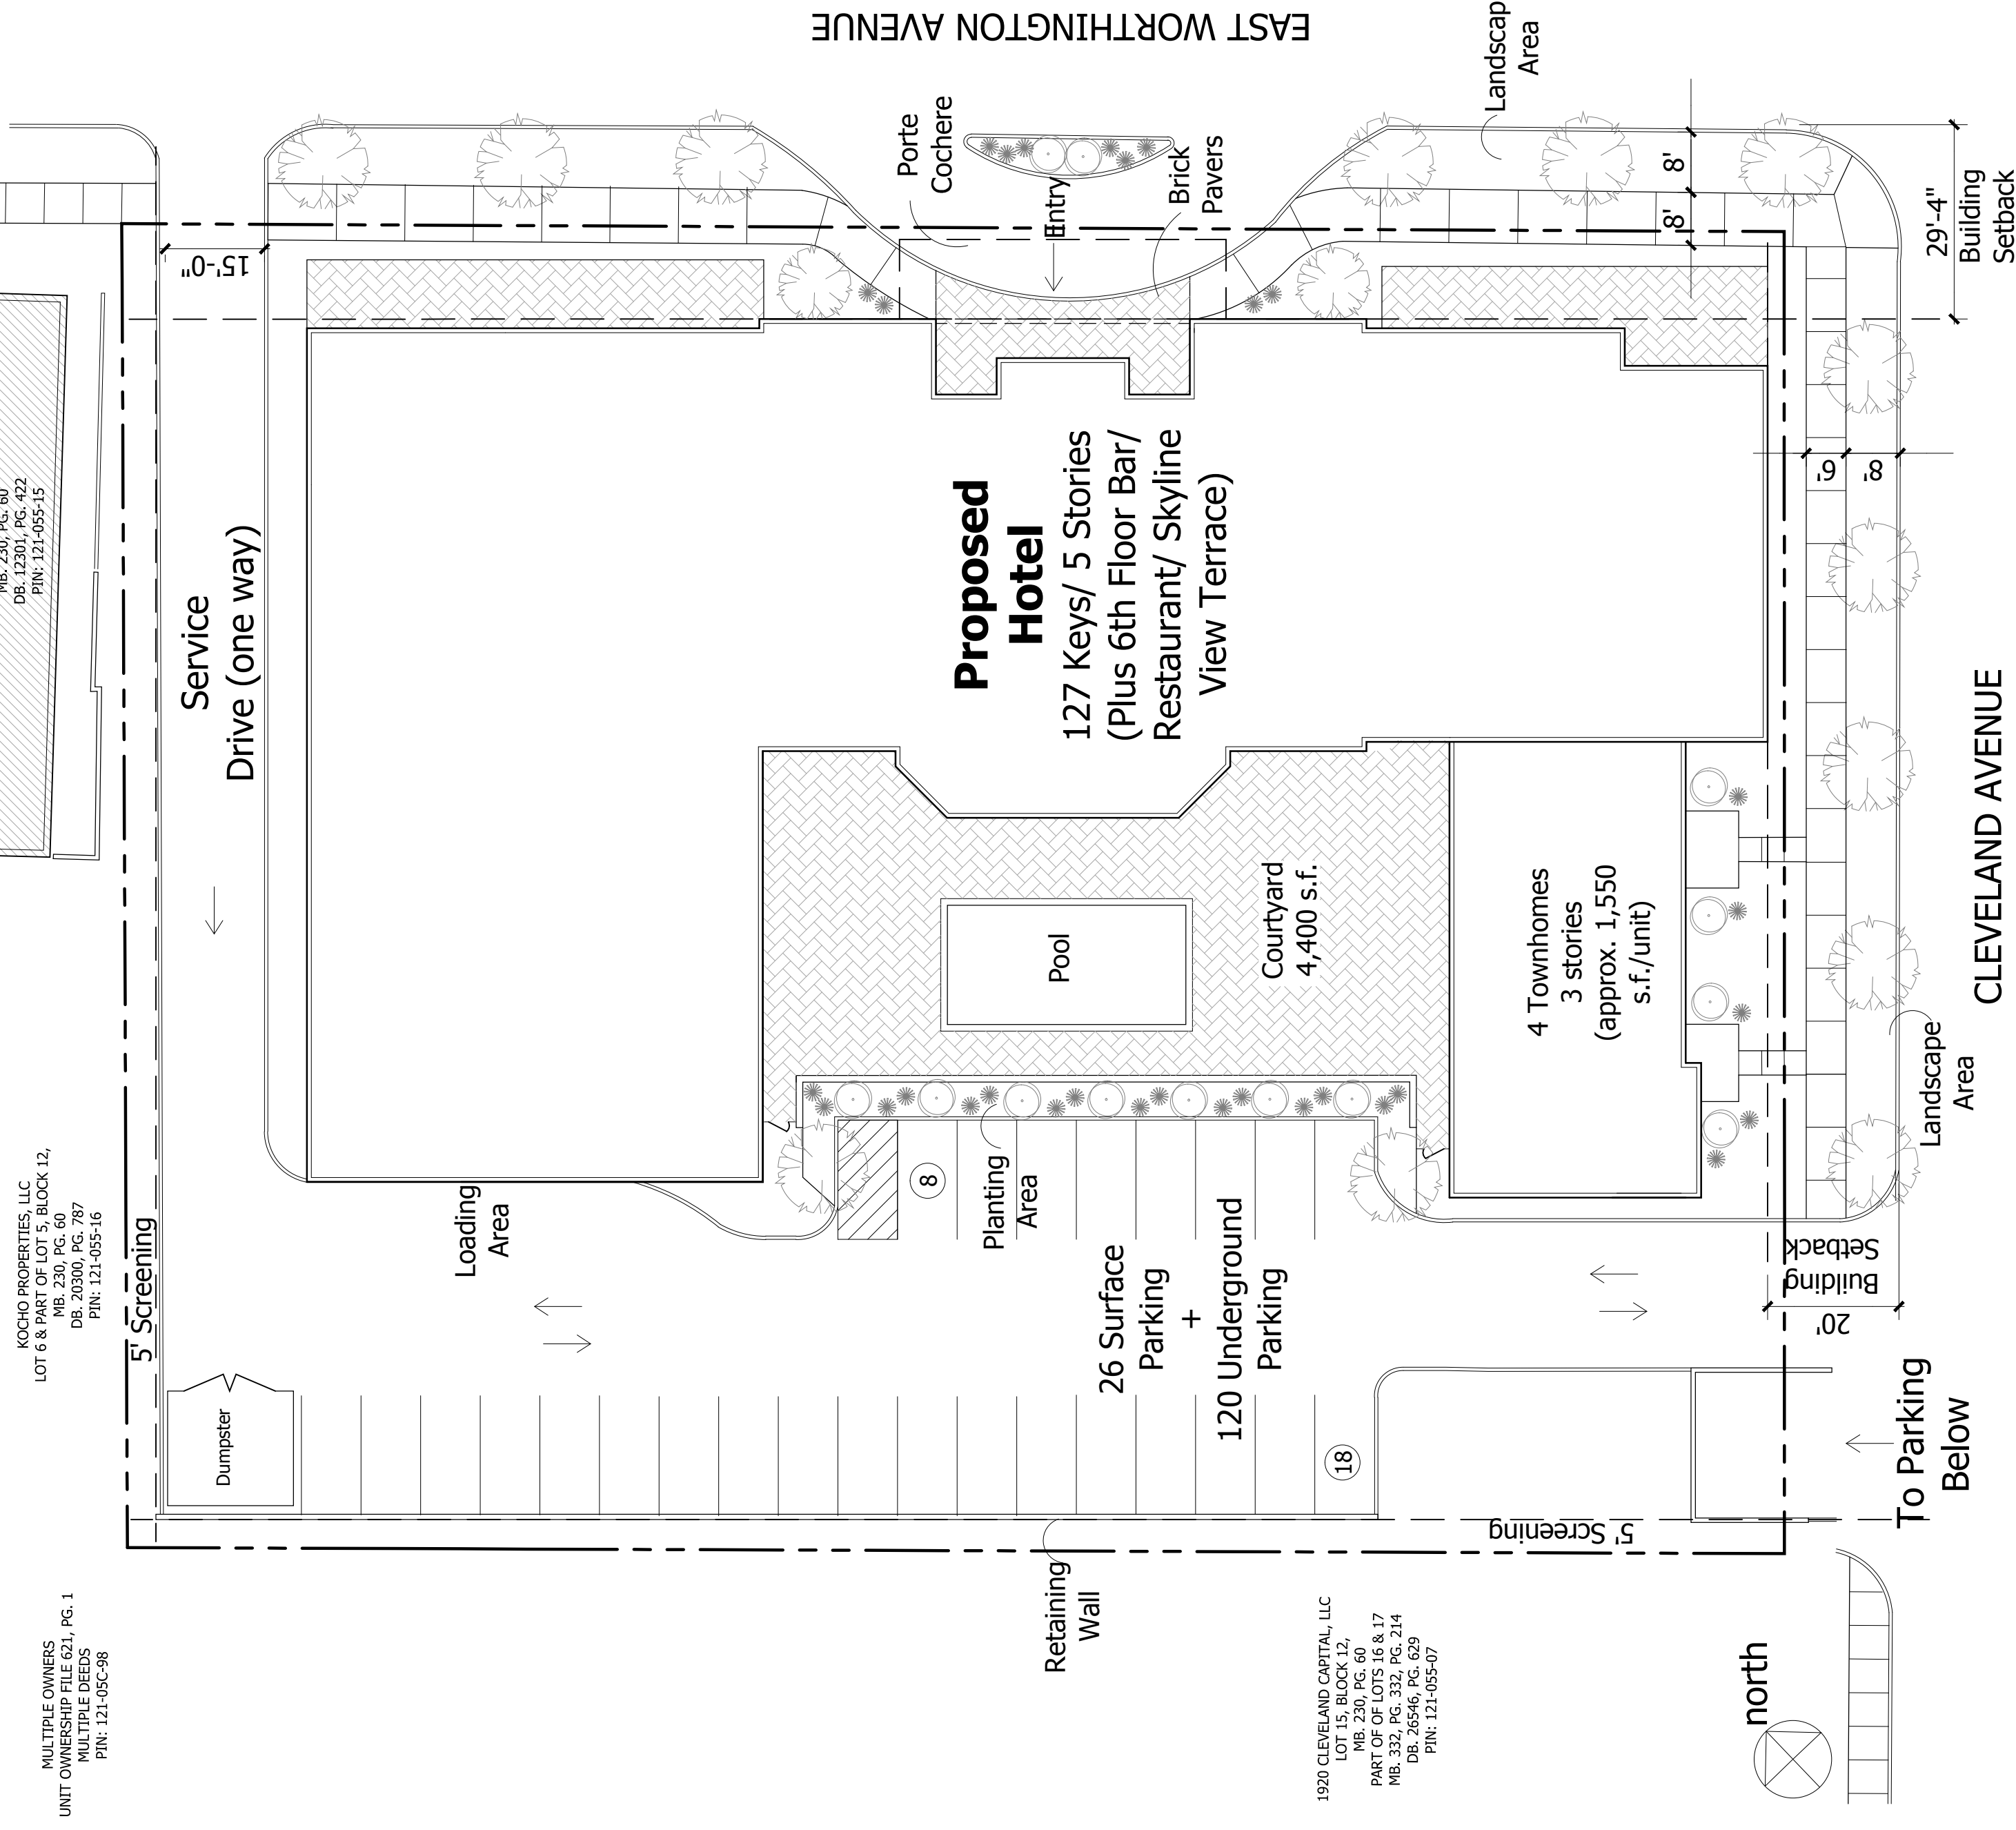 EAST WORTHINGTON AVENUE
Landscap
Area
Porte
Cochere
Entry
Brick
Pavers
8'
8'
29'-4"
Building
Setback
15'-0"
MB. 230, PG. 60
DB. 12301, PG. 422
PIN: 121-055-15
Service
Drive (one way)
Proposed
Hotel
127 Keys/ 5 Stories
(Plus 6th Floor Bar/
Restaurant/ Skyline
View Terrace)
6'
8'
CLEVELAND AVENUE
Pool
Courtyard
4,400 s.f.
4 Townhomes
3 stories
(approx. 1,550
s.f./unit)
Landscape
Area
KOCHO PROPERTIES, LLC
LOT 6 & PART OF LOT 5, BLOCK 12,
MB. 230, PG. 60
DB. 20300, PG. 787
PIN: 121-055-16
5' Screening
Loading
Area
8
Planting
Area
26 Surface
Parking
+
120 Underground
Parking
Building
Setback
20'
Dumpster
18
5' Screening
To Parking
Below
Retaining
Wall
MULTIPLE OWNERS
UNIT OWNERSHIP FILE 621, PG. 1
MULTIPLE DEEDS
PIN: 121-05C-98
1920 CLEVELAND CAPITAL, LLC
LOT 15, BLOCK 12,
MB. 230, PG. 60
PART OF OF LOTS 16 & 17
MB. 332, PG. 332, PG. 214
DB. 26546, PG. 629
PIN: 121-055-07
north